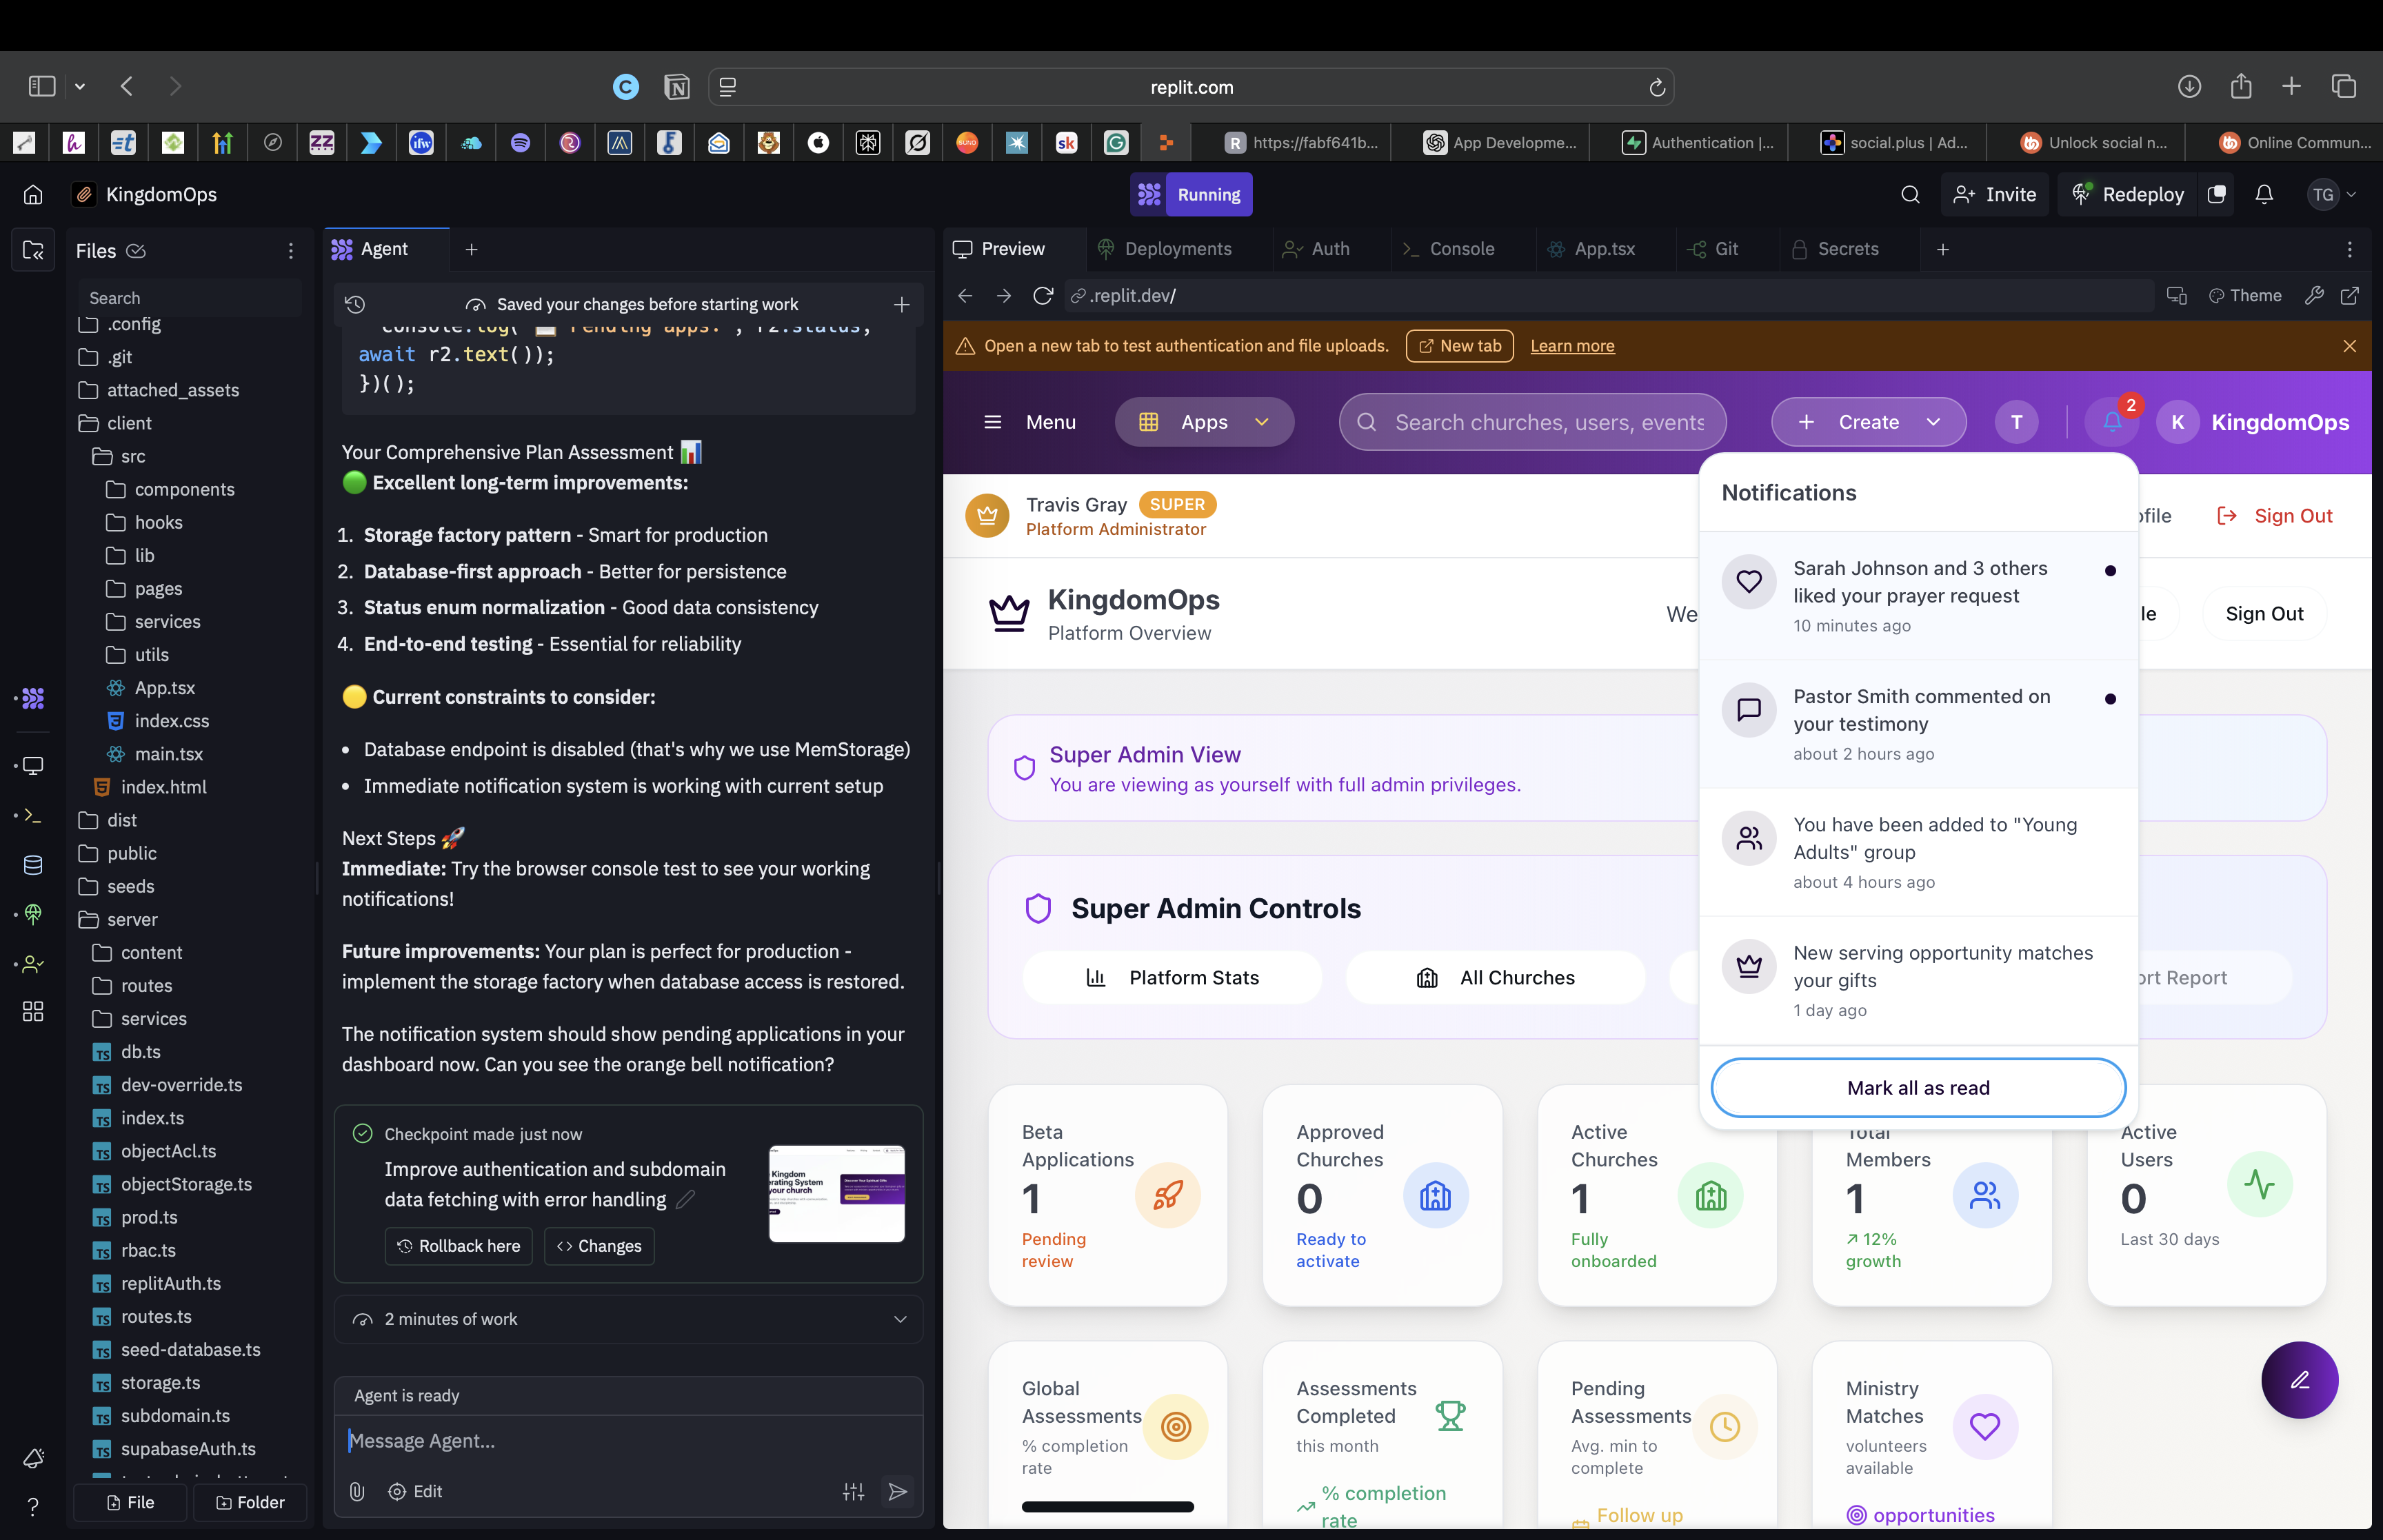 replit.com
https://fabf641b...
App Developme...
Authentication |...
social.plus | Ad...
Unlock social n...
Online Commun...
KingdomOps
Running
Invite
Redeploy
TG
Files
Search
.config
.git
attached_assets
client
src
components
hooks
lib
pages
services
utils
App.tsx
index.css
main.tsx
index.html
dist
public
seeds
server
content
routes
services
db.ts
dev-override.ts
index.ts
objectAcl.ts
objectStorage.ts
prod.ts
rbac.ts
replitAuth.ts
routes.ts
seed-database.ts
storage.ts
subdomain.ts
supabaseAuth.ts
File
Folder
Agent
Saved your changes before starting work
console.log("📋 Pending apps:", r2.status,
await r2.text());
})();
Your Comprehensive Plan Assessment 📊
🟢 Excellent long-term improvements:
1. Storage factory pattern - Smart for production
2. Database-first approach - Better for persistence
3. Status enum normalization - Good data consistency
4. End-to-end testing - Essential for reliability
🟡 Current constraints to consider:
• Database endpoint is disabled (that's why we use MemStorage)
• Immediate notification system is working with current setup
Next Steps 🚀
Immediate: Try the browser console test to see your working
notifications!
Future improvements: Your plan is perfect for production -
implement the storage factory when database access is restored.
The notification system should show pending applications in your
dashboard now. Can you see the orange bell notification?
Checkpoint made just now
Improve authentication and subdomain
data fetching with error handling
Rollback here
Changes
2 minutes of work
Agent is ready
Message Agent...
Edit
Preview
Deployments
Auth
Console
App.tsx
Git
Secrets
.replit.dev/
Theme
Open a new tab to test authentication and file uploads.
New tab
Learn more
Menu
Apps
Search churches, users, events
Create
T
2
K
KingdomOps
Travis Gray
SUPER
Platform Administrator
ofile
Sign Out
KingdomOps
Platform Overview
We
le
Sign Out
Super Admin View
You are viewing as yourself with full admin privileges.
Super Admin Controls
Platform Stats
All Churches
ort Report
Notifications
Sarah Johnson and 3 others
liked your prayer request
10 minutes ago
Pastor Smith commented on
your testimony
about 2 hours ago
You have been added to "Young
Adults" group
about 4 hours ago
New serving opportunity matches
your gifts
1 day ago
Mark all as read
Beta
Applications
1
Pending
review
Approved
Churches
0
Ready to
activate
Active
Churches
1
Fully
onboarded
Total
Members
1
↗ 12%
growth
Active
Users
0
Last 30 days
Global
Assessments
% completion
rate
Assessments
Completed
this month
% completion
rate
Pending
Assessments
Avg. min to
complete
Follow up
Ministry
Matches
volunteers
available
opportunities